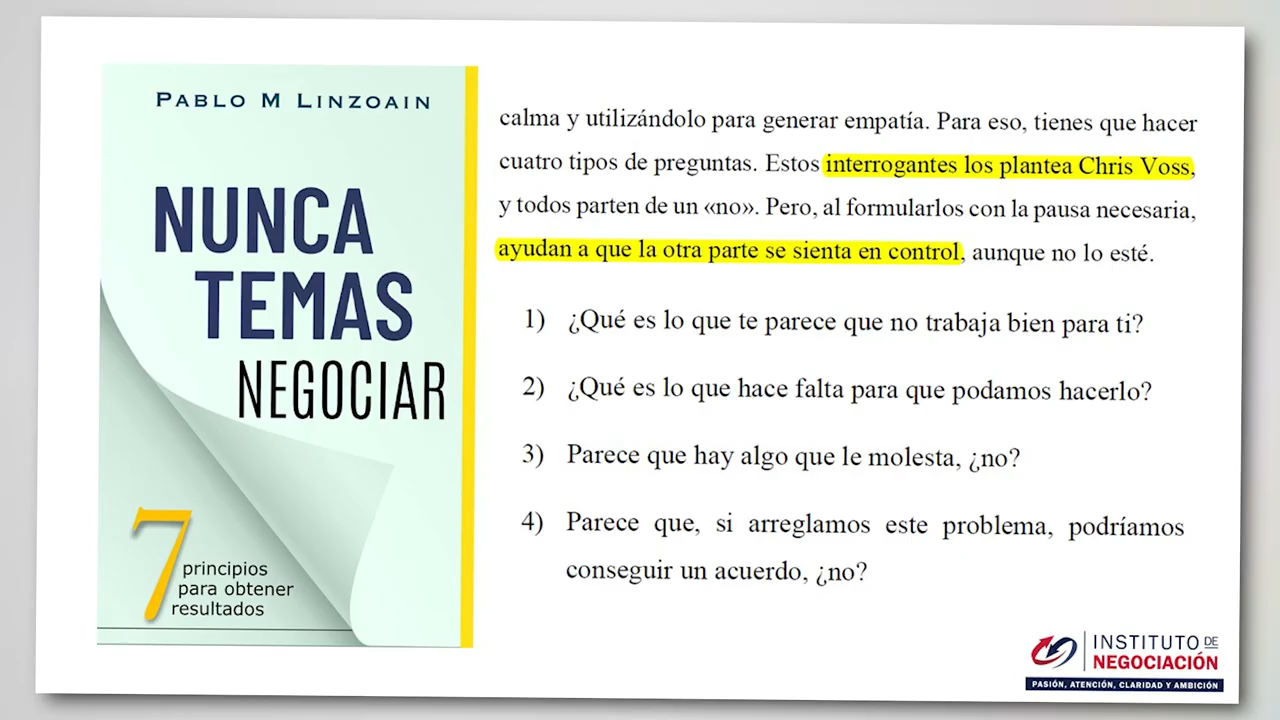 PABLO M LINZOAIN
NUNCA
TEMAS
NEGOCIAR
7
principios
para obtener
resultados
calma y utilizándolo para generar empatía. Para eso, tienes que hacer
cuatro tipos de preguntas. Estos interrogantes los plantea Chris Voss,
y todos parten de un «no». Pero, al formularlos con la pausa necesaria,
ayudan a que la otra parte se sienta en control, aunque no lo esté.
1) ¿Qué es lo que te parece que no trabaja bien para ti?
2) ¿Qué es lo que hace falta para que podamos hacerlo?
3) Parece que hay algo que le molesta, ¿no?
4) Parece que, si arreglamos este problema, podríamos
conseguir un acuerdo, ¿no?
INSTITUTO DE
NEGOCIACIÓN
PASIÓN, ATENCIÓN, CLARIDAD Y AMBICIÓN